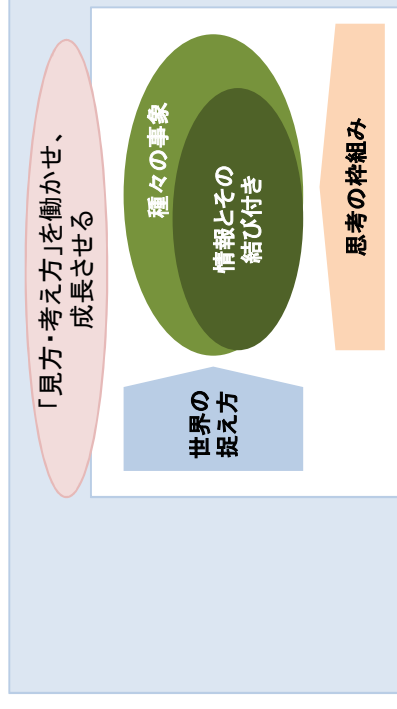 「見方・考え方」を働かせ、
成長させる
種々の事象
情報とその
結び付き
世界の
捉え方
思考の枠組み